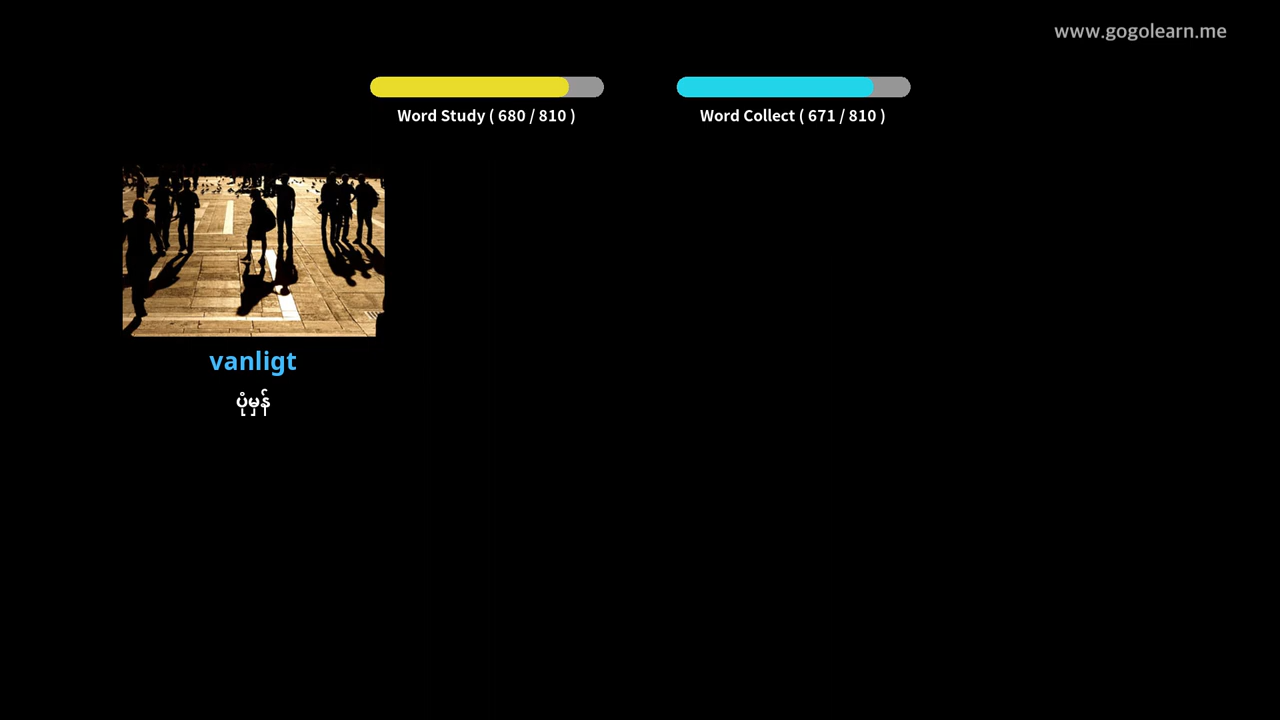 www.gogolearn.me
Word Study ( 680 / 810 )
Word Collect ( 671 / 810 )
vanligt
ပုံမှန်